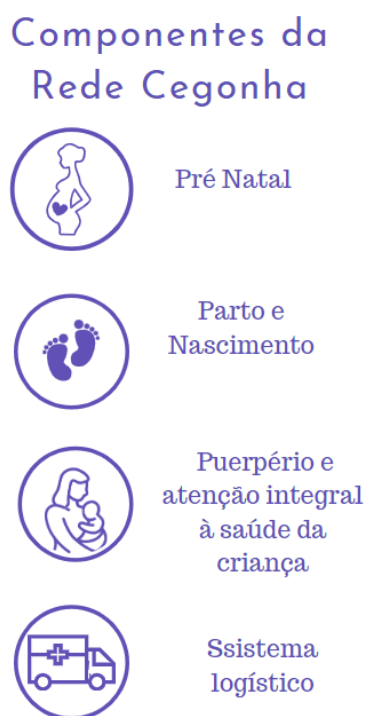 Componentes da
Rede Cegonha
Pré Natal
Parto e
Nascimento
Puerpério e
atenção integral
à saúde da
criança
Ssistema
logístico